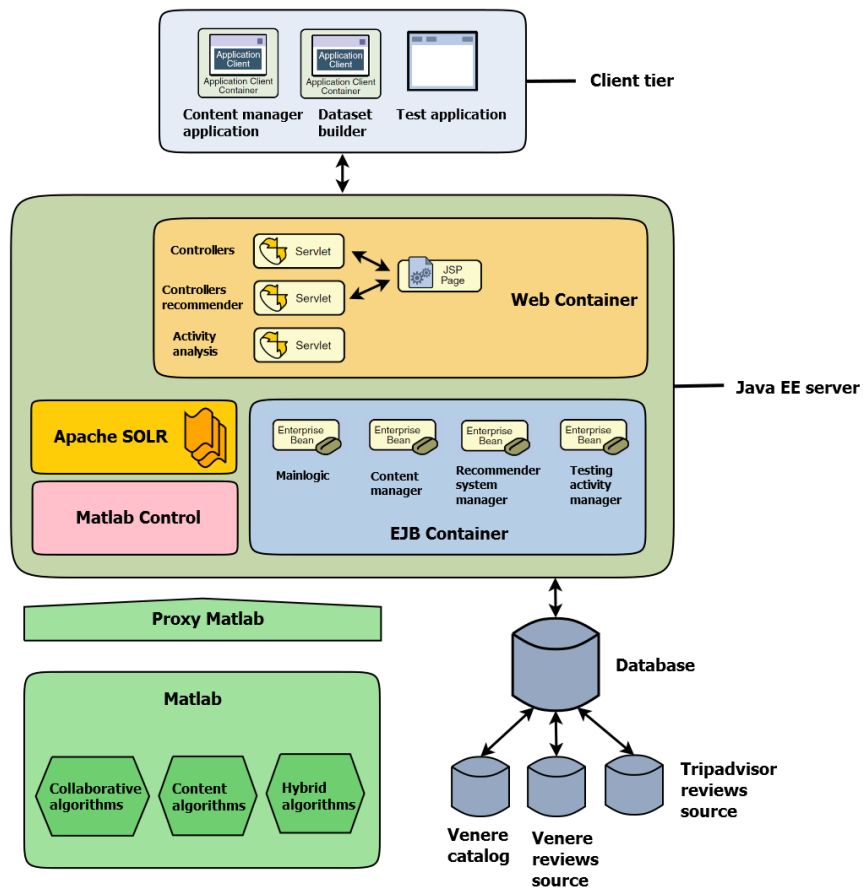 Application
Client
Application Client
Container
Content manager
application
Application
Client
Application Client
Container
Dataset
builder
Test application
Client tier
Controllers
Servlet
JSP
Page
Controllers
recommender
Servlet
Web Container
Activity
analysis
Servlet
Java EE server
Apache SOLR
Matlab Control
Enterprise
Bean
Mainlogic
Enterprise
Bean
Content
manager
Enterprise
Bean
Recommender
system
manager
Enterprise
Bean
Testing
activity
manager
EJB Container
Proxy Matlab
Database
Matlab
Collaborative
algorithms
Content
algorithms
Hybrid
algorithms
Venere
catalog
Venere
reviews
source
Tripadvisor
reviews
source